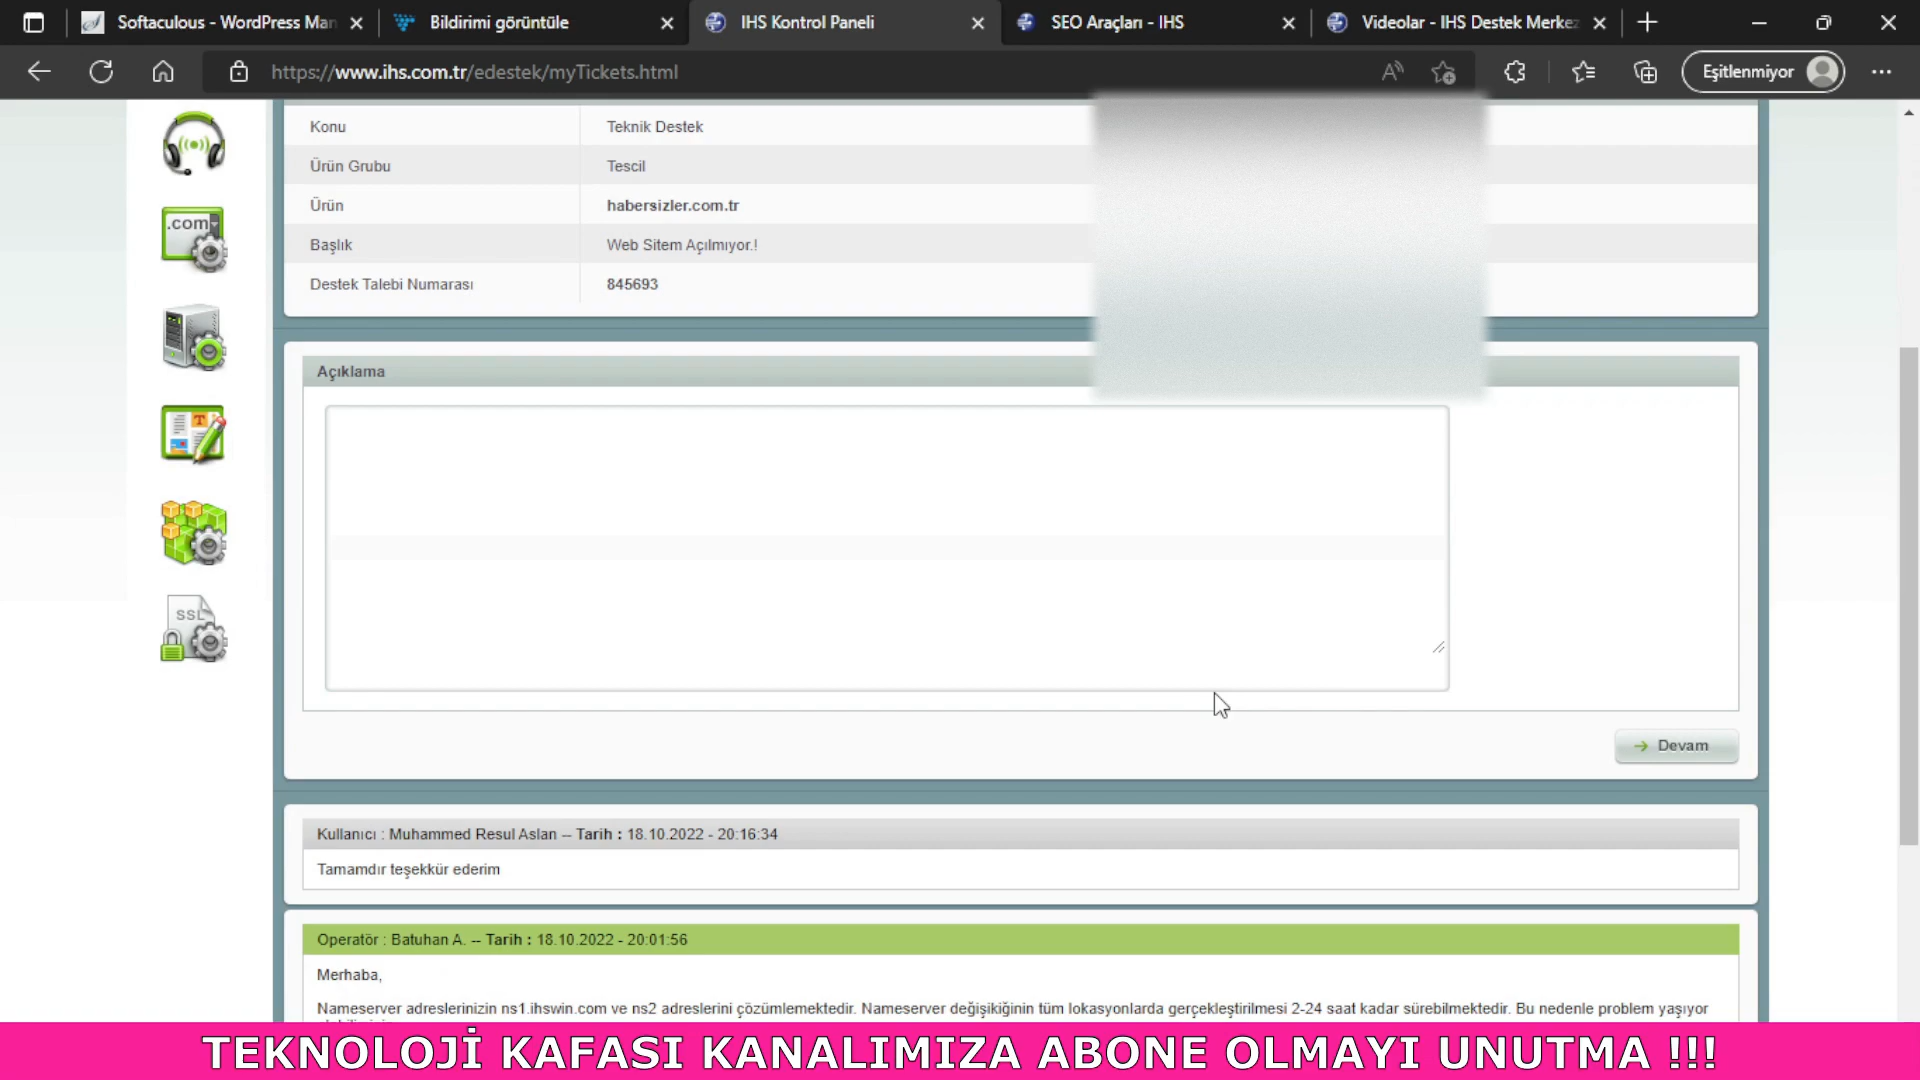 Softaculous - WordPress Man
Bildirimi görüntüle
IHS Kontrol Paneli
SEO Araçları - IHS
Videolar - IHS Destek Merkez
https://www.ihs.com.tr/edestek/myTickets.html
Eşitlenmiyor
Konu Teknik Destek
Ürün Grubu Tescil
Ürün habersizler.com.tr
Başlık Web Sitem Açılmıyor.!
Destek Talebi Numarası 845693
.com
SSL
Açıklama
Devam
Kullanıcı : Muhammed Resul Aslan -- Tarih : 18.10.2022 - 20:16:34
Tamamdır teşekkür ederim
Operatör : Batuhan A. -- Tarih : 18.10.2022 - 20:01:56
Merhaba,
Nameserver adreslerinizin ns1.ihswin.com ve ns2 adreslerini çözümlemektedir. Nameserver değişikiğinin tüm lokasyonlarda gerçekleştirilmesi 2-24 saat kadar sürebilmektedir. Bu nedenle problem yaşıyor
TEKNOLOJİ KAFASI KANALIMIZA ABONE OLMAYI UNUTMA !!!